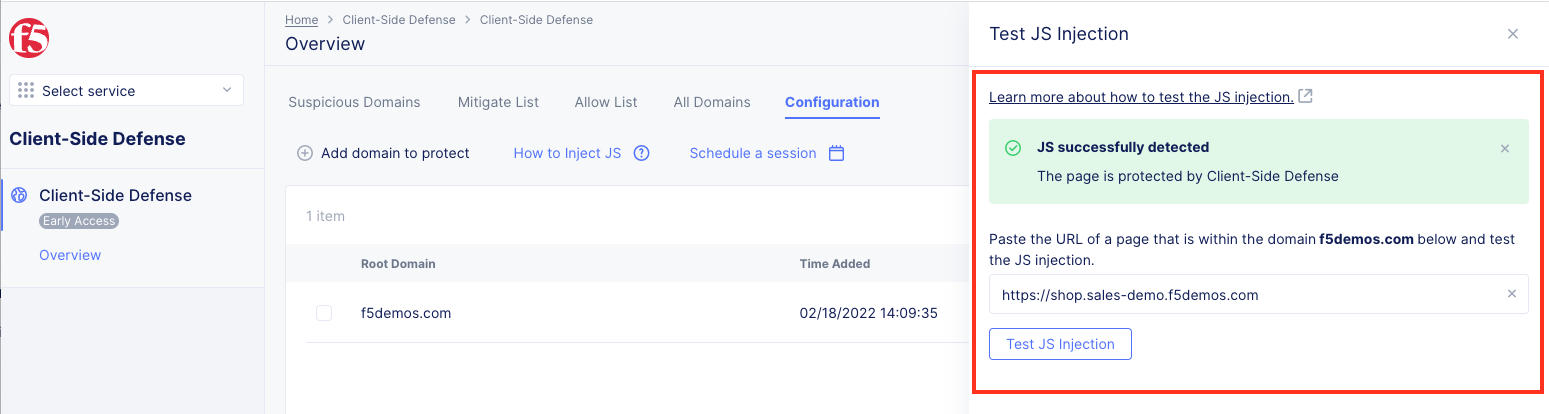 f5
Select service
Client-Side Defense
Client-Side Defense
Early Access
Overview
Home > Client-Side Defense > Client-Side Defense
Overview
Suspicious Domains Mitigate List Allow List All Domains Configuration
Add domain to protect How to Inject JS Schedule a session
1 item
Root Domain Time Added
f5demos.com 02/18/2022 14:09:35
Test JS Injection
Learn more about how to test the JS injection.
JS successfully detected
The page is protected by Client-Side Defense
Paste the URL of a page that is within the domain f5demos.com below and test
the JS injection.
https://shop.sales-demo.f5demos.com
Test JS Injection